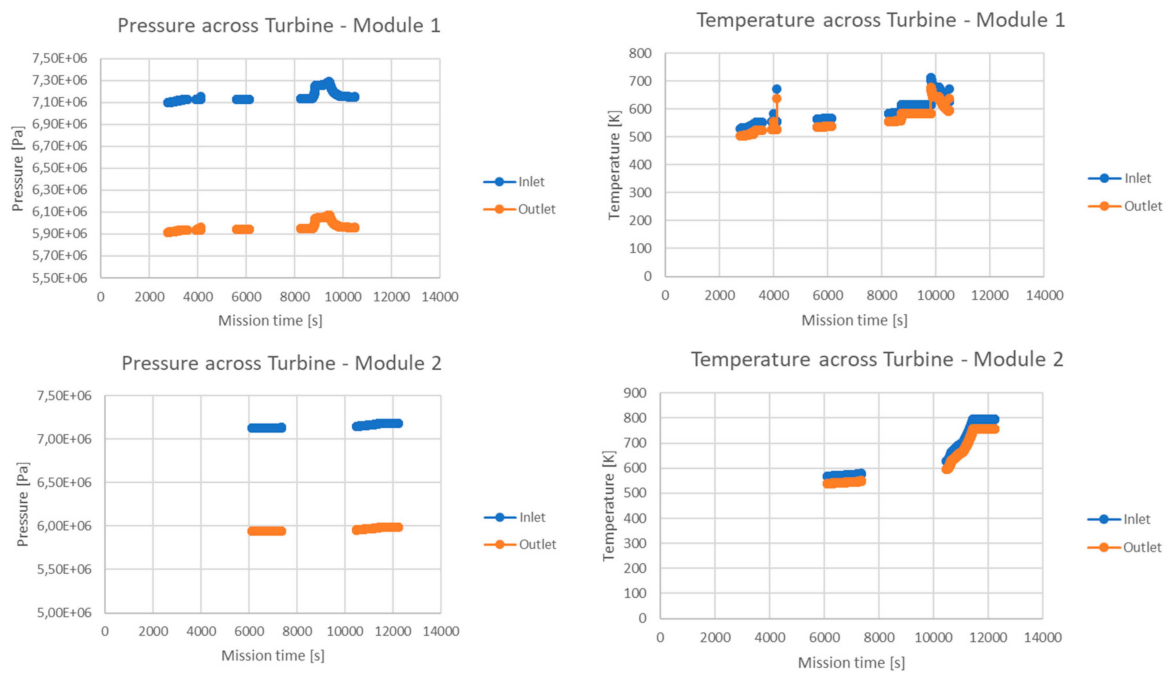 Pressure across Turbine - Module 1
7,50E+06
7,30E+06
7,10E+06
6,90E+06
6,70E+06
6,50E+06
6,30E+06
6,10E+06
5,90E+06
5,70E+06
5,50E+06
Pressure [Pa]
0 2000 4000 6000 8000 10000 12000 14000
Mission time [s]
Inlet
Outlet
Temperature across Turbine - Module 1
800
700
600
500
400
300
200
100
0
Temperature [K]
0 2000 4000 6000 8000 10000 12000 14000
Mission time [s]
Inlet
Outlet
Pressure across Turbine - Module 2
7,50E+06
7,00E+06
6,50E+06
6,00E+06
5,50E+06
5,00E+06
Pressure [Pa]
0 2000 4000 6000 8000 10000 12000 14000
Mission time [s]
Inlet
Outlet
Temperature across Turbine - Module 2
900
800
700
600
500
400
300
200
100
0
Temperature [K]
0 2000 4000 6000 8000 10000 12000 14000
Mission time [s]
Inlet
Outlet